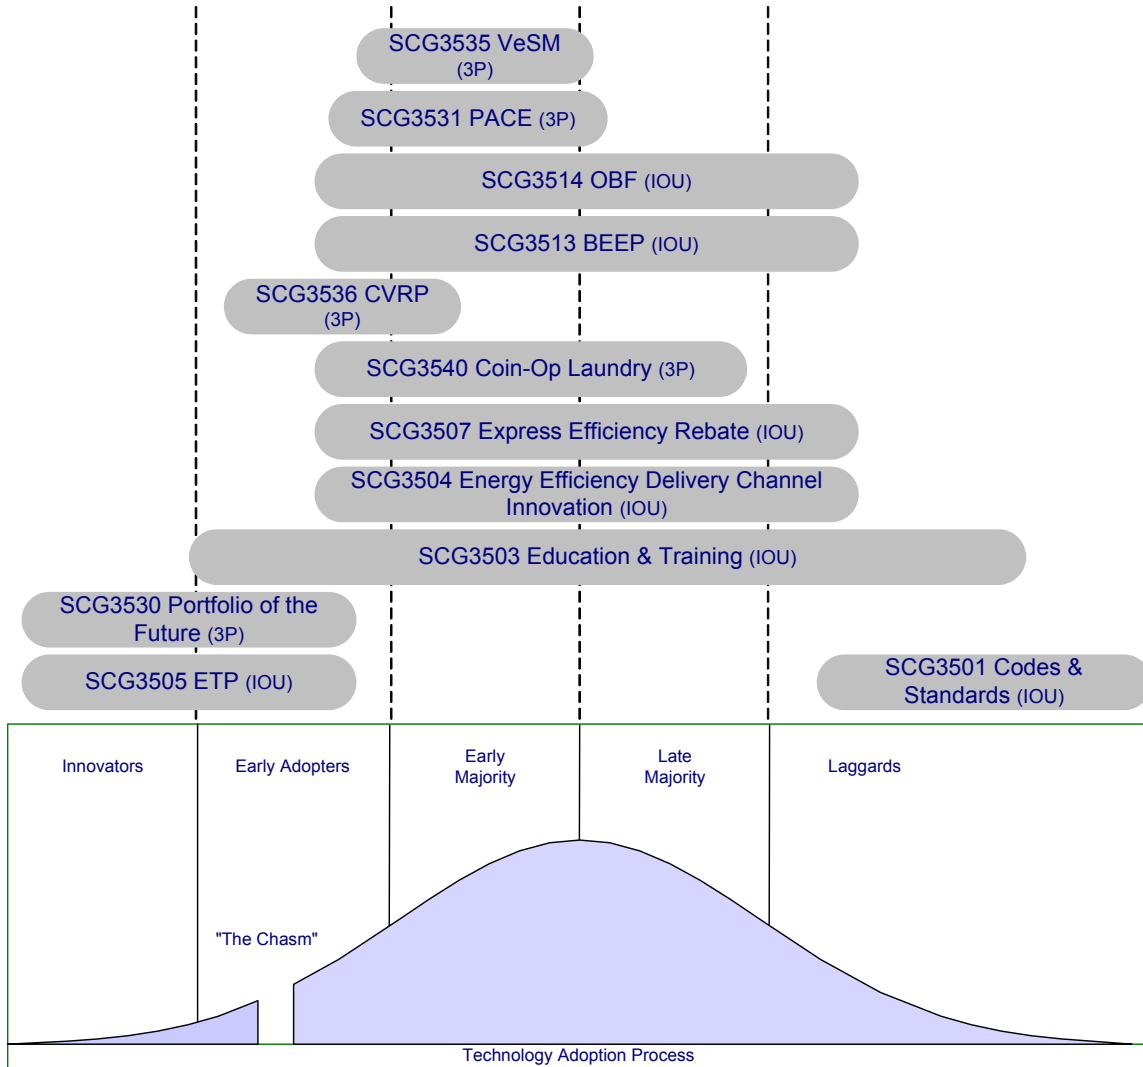 SCG3535 VeSM
(3P)
SCG3531 PACE (3P)
SCG3514 OBF (IOU)
SCG3513 BEEP (IOU)
SCG3536 CVRP
(3P)
SCG3540 Coin-Op Laundry (3P)
SCG3507 Express Efficiency Rebate (IOU)
SCG3504 Energy Efficiency Delivery Channel
Innovation (IOU)
SCG3503 Education & Training (IOU)
SCG3530 Portfolio of the
Future (3P)
SCG3505 ETP (IOU)
SCG3501 Codes &
Standards (IOU)
Innovators
Early Adopters
Early
Majority
Late
Majority
Laggards
"The Chasm"
Technology Adoption Process